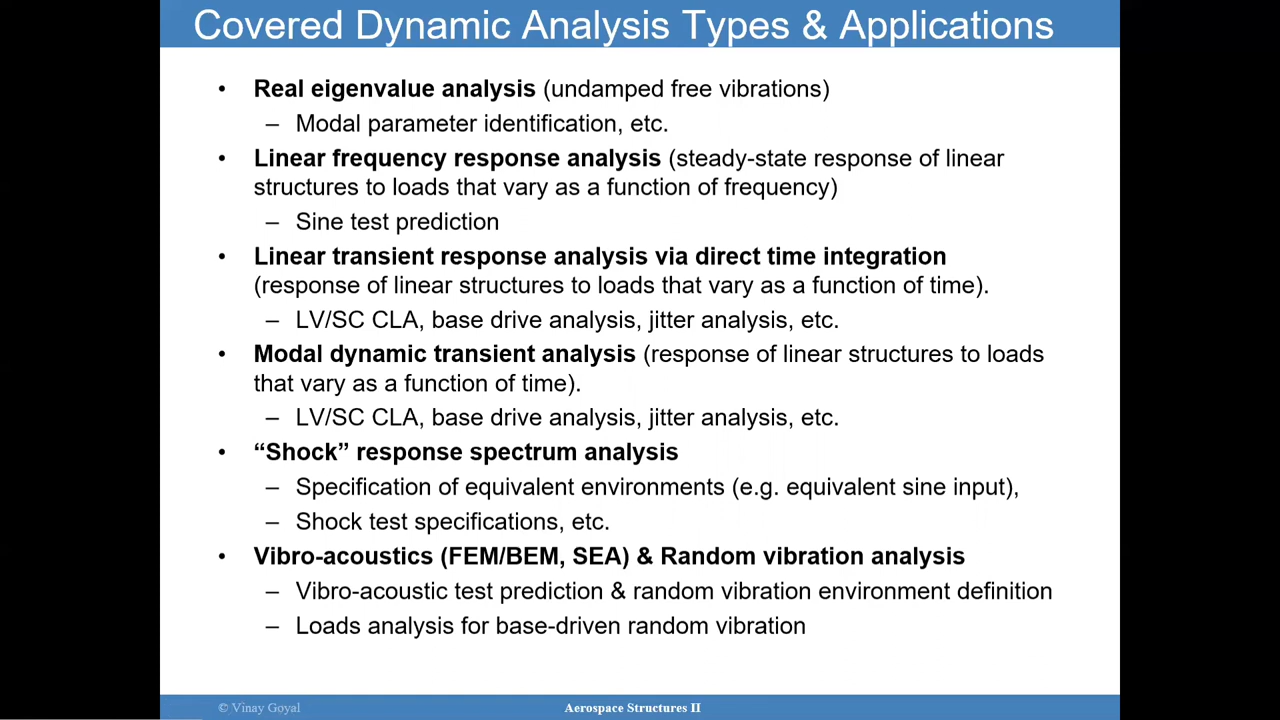 Covered Dynamic Analysis Types & Applications
• Real eigenvalue analysis (undamped free vibrations)
– Modal parameter identification, etc.
• Linear frequency response analysis (steady-state response of linear
structures to loads that vary as a function of frequency)
– Sine test prediction
• Linear transient response analysis via direct time integration
(response of linear structures to loads that vary as a function of time).
– LV/SC CLA, base drive analysis, jitter analysis, etc.
• Modal dynamic transient analysis (response of linear structures to loads
that vary as a function of time).
– LV/SC CLA, base drive analysis, jitter analysis, etc.
• “Shock” response spectrum analysis
– Specification of equivalent environments (e.g. equivalent sine input),
– Shock test specifications, etc.
• Vibro-acoustics (FEM/BEM, SEA) & Random vibration analysis
– Vibro-acoustic test prediction & random vibration environment definition
– Loads analysis for base-driven random vibration
© Vinay Goyal
Aerospace Structures II